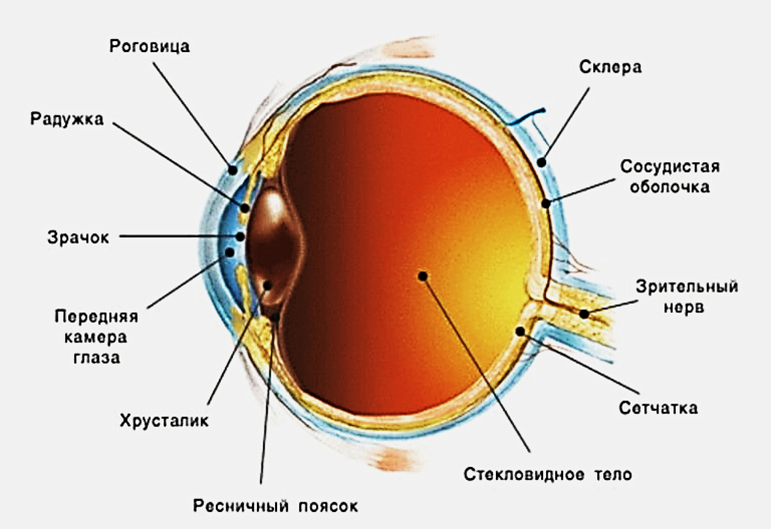 Роговица
Радужка
Зрачок
Передняя
камера
глаза
Хрусталик
Ресничный поясок
Склера
Сосудистая
оболочка
Зрительный
нерв
Сетчатка
Стекловидное тело